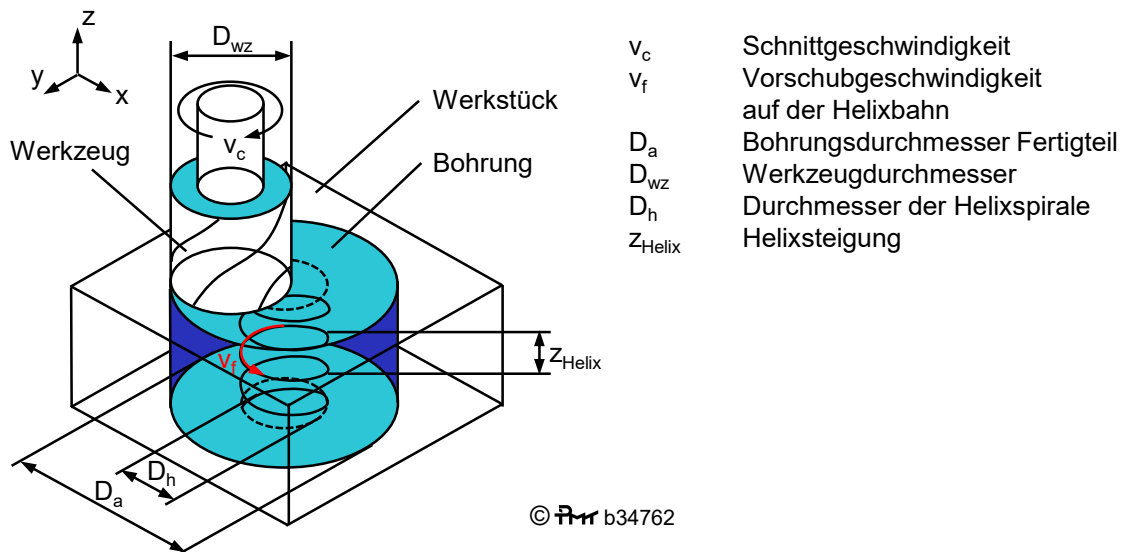 z
y
x
D_wz
v_c
Werkzeug
Werkstück
Bohrung
v_f
z_Helix
D_h
D_a
v_c Schnittgeschwindigkeit
v_f Vorschubgeschwindigkeit
auf der Helixbahn
D_a Bohrungsdurchmesser Fertigteil
D_wz Werkzeugdurchmesser
D_h Durchmesser der Helixspirale
z_Helix Helixsteigung
© b34762